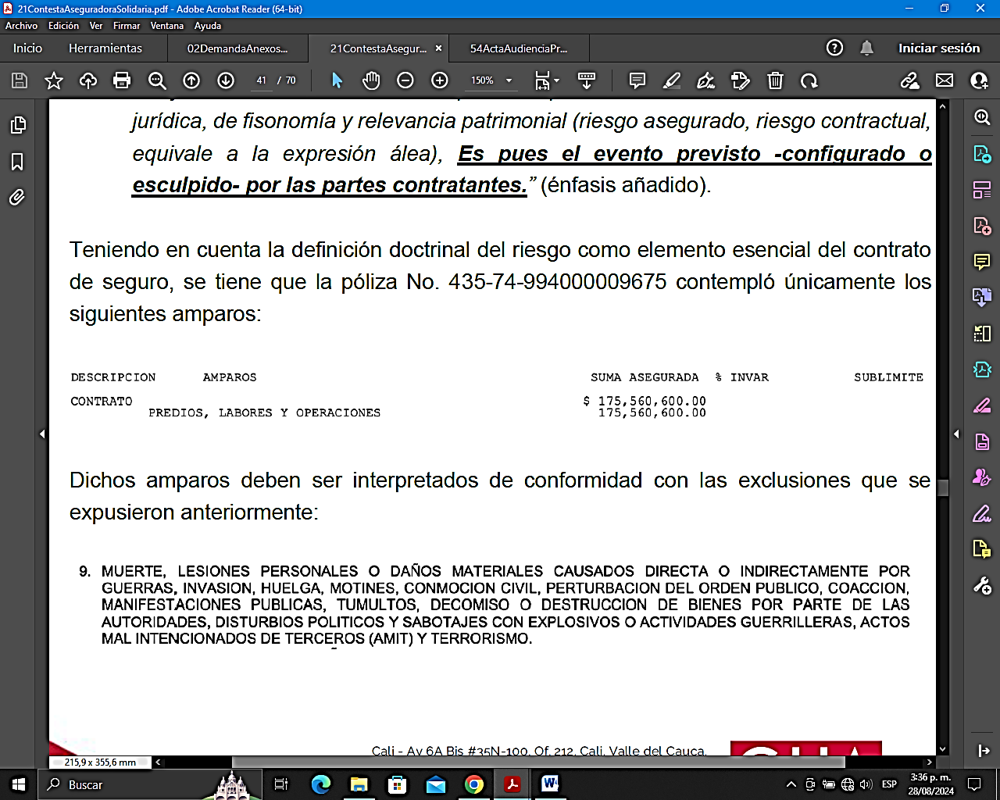 21ContestaAseguradoraSolidaria.pdf - Adobe Acrobat Reader (64-bit)
Archivo Edición Ver Firmar Ventana Ayuda
Inicio Herramientas 02DemandaAnexos... 21ContestaAsegur... × 54ActaAudienciaPr... Iniciar sesión
41 / 70 150%
jurídica, de fisonomía y relevancia patrimonial (riesgo asegurado, riesgo contractual,
equivale a la expresión álea), Es pues el evento previsto -configurado o
esculpido- por las partes contratantes.” (énfasis añadido).
Teniendo en cuenta la definición doctrinal del riesgo como elemento esencial del contrato
de seguro, se tiene que la póliza No. 435-74-994000009675 contempló únicamente los
siguientes amparos:
DESCRIPCION AMPAROS SUMA ASEGURADA % INVAR SUBLIMITE
CONTRATO $ 175,560,600.00
PREDIOS, LABORES Y OPERACIONES 175,560,600.00
Dichos amparos deben ser interpretados de conformidad con las exclusiones que se
expusieron anteriormente:
9. MUERTE, LESIONES PERSONALES O DAÑOS MATERIALES CAUSADOS DIRECTA O INDIRECTAMENTE POR
GUERRAS, INVASION, HUELGA, MOTINES, CONMOCION CIVIL, PERTURBACION DEL ORDEN PUBLICO, COACCION,
MANIFESTACIONES PUBLICAS, TUMULTOS, DECOMISO O DESTRUCCION DE BIENES POR PARTE DE LAS
AUTORIDADES, DISTURBIOS POLITICOS Y SABOTAJES CON EXPLOSIVOS O ACTIVIDADES GUERRILLERAS, ACTOS
MAL INTENCIONADOS DE TERCEROS (AMIT) Y TERRORISMO.
Cali - Av 6A Bis #35N-100, Of. 212, Cali, Valle del Cauca,
215,9 x 355,6 mm
Buscar
ESP
3:36 p. m.
28/08/2024